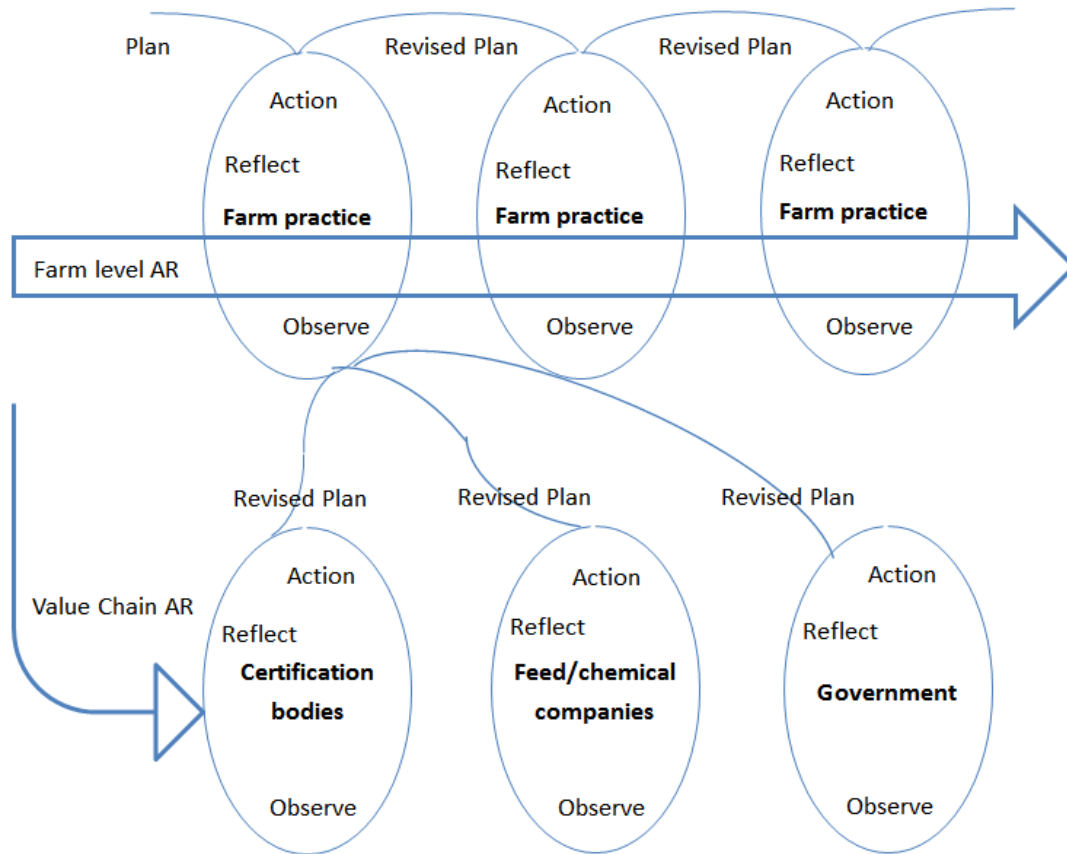 Plan
Revised Plan
Revised Plan
Action
Reflect
Farm practice
Observe
Action
Reflect
Farm practice
Observe
Action
Reflect
Farm practice
Observe
Farm level AR
Value Chain AR
Revised Plan
Action
Reflect
Certification
bodies
Observe
Revised Plan
Action
Reflect
Feed/chemical
companies
Observe
Revised Plan
Action
Reflect
Government
Observe